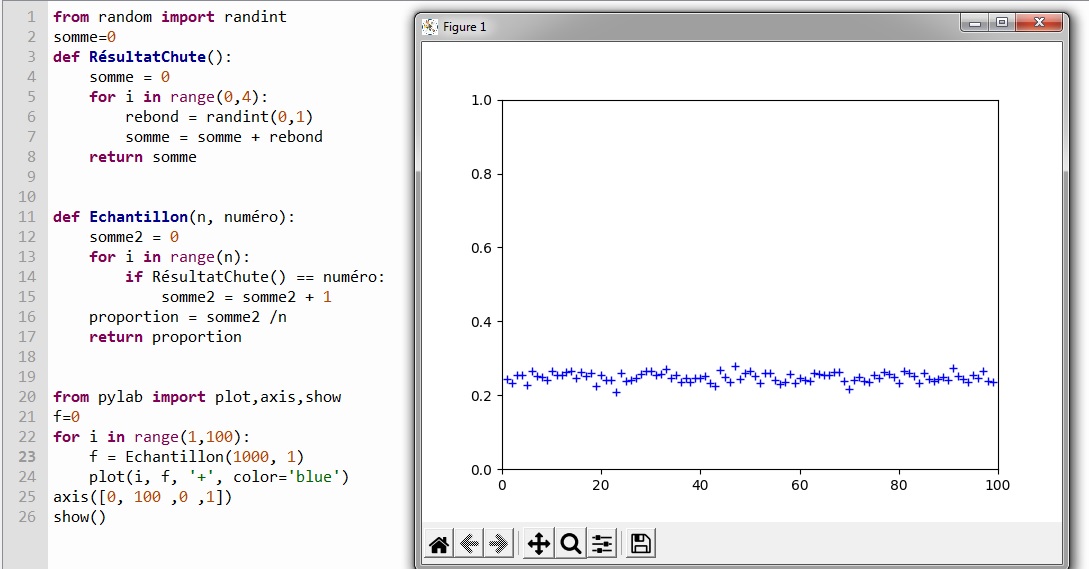 1 from random import randint
2 somme=0
3 def RésultatChute():
4     somme = 0
5     for i in range(0,4):
6         rebond = randint(0,1)
7         somme = somme + rebond
8     return somme
9
10
11 def Echantillon(n, numéro):
12     somme2 = 0
13     for i in range(n):
14         if RésultatChute() == numéro:
15             somme2 = somme2 + 1
16     proportion = somme2 /n
17     return proportion
18
19
20 from pylab import plot,axis,show
21 f=0
22 for i in range(1,100):
23     f = Echantillon(1000, 1)
24     plot(i, f, '+', color='blue')
25 axis([0, 100 ,0 ,1])
26 show()
Figure 1
1.0
0.8
0.6
0.4
0.2
0.0
0 20 40 60 80 100